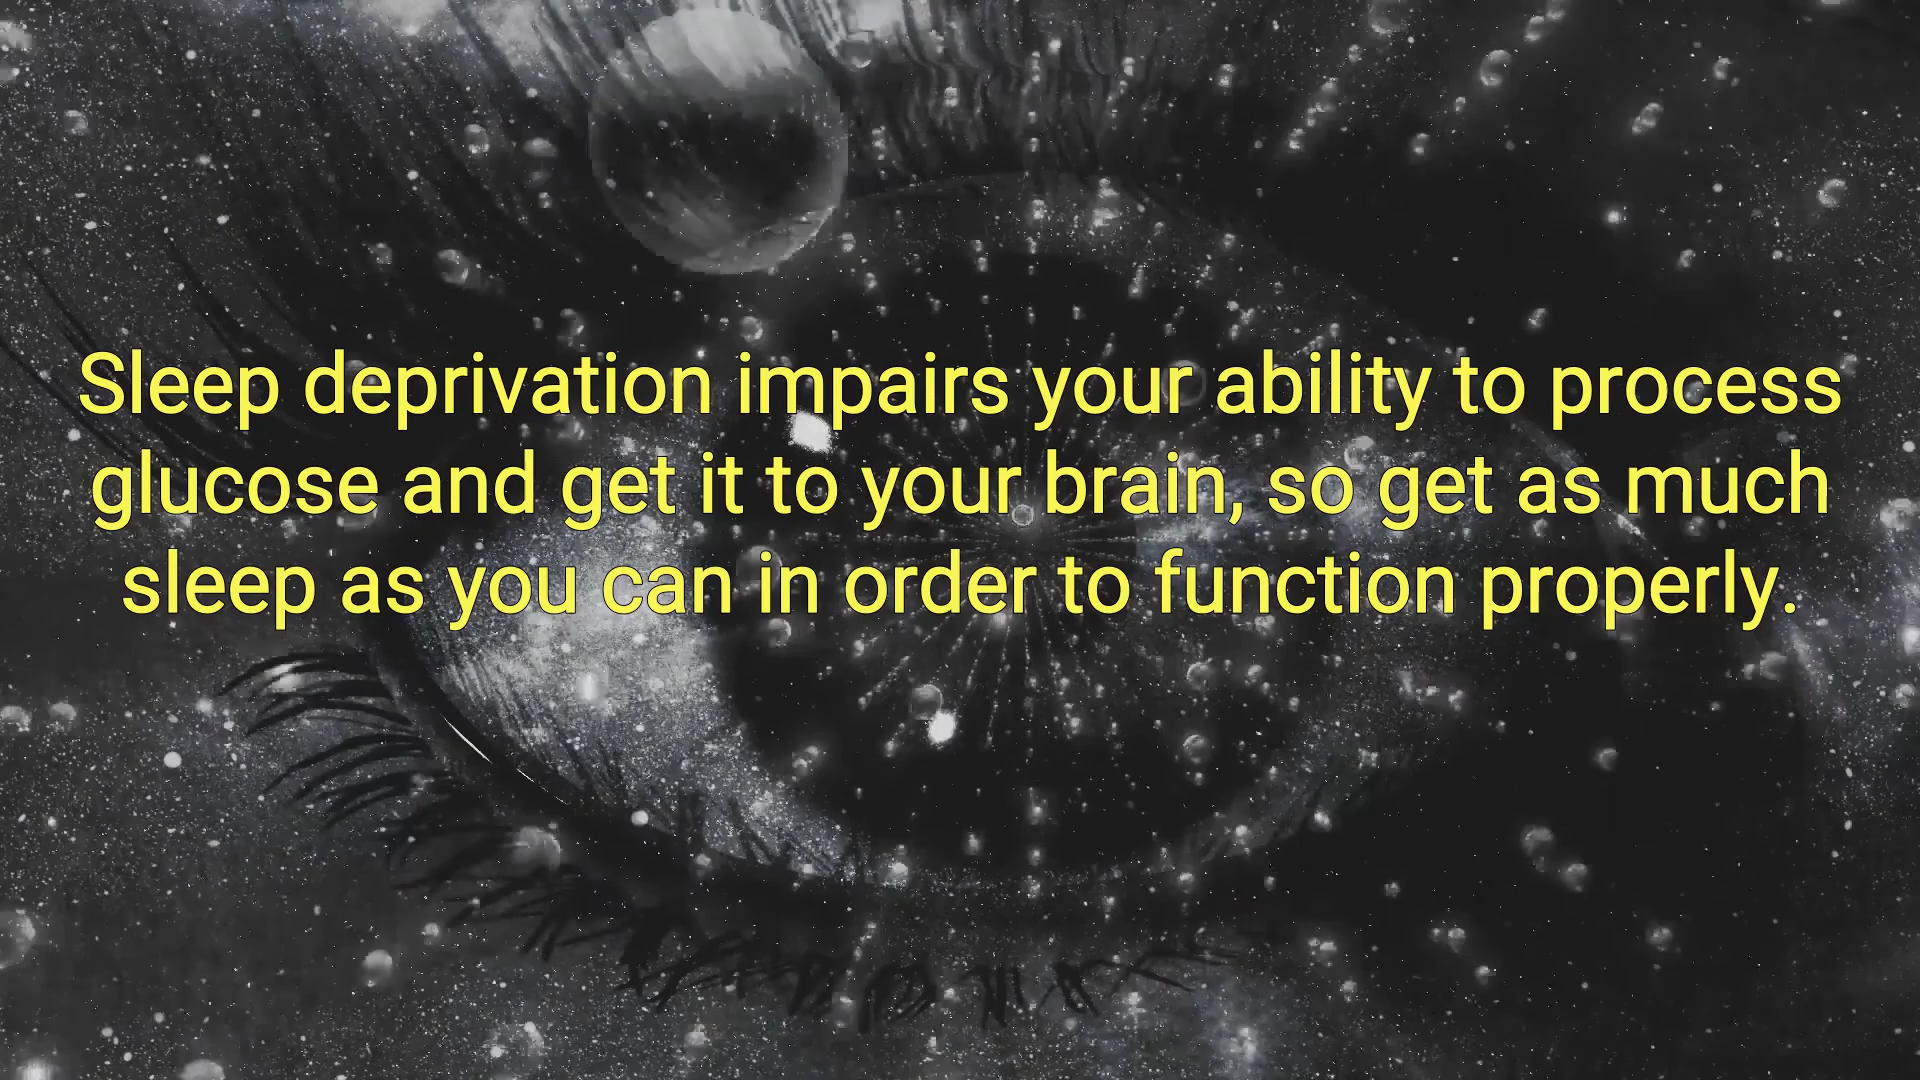 Sleep deprivation impairs your ability to process
glucose and get it to your brain, so get as much
sleep as you can in order to function properly.